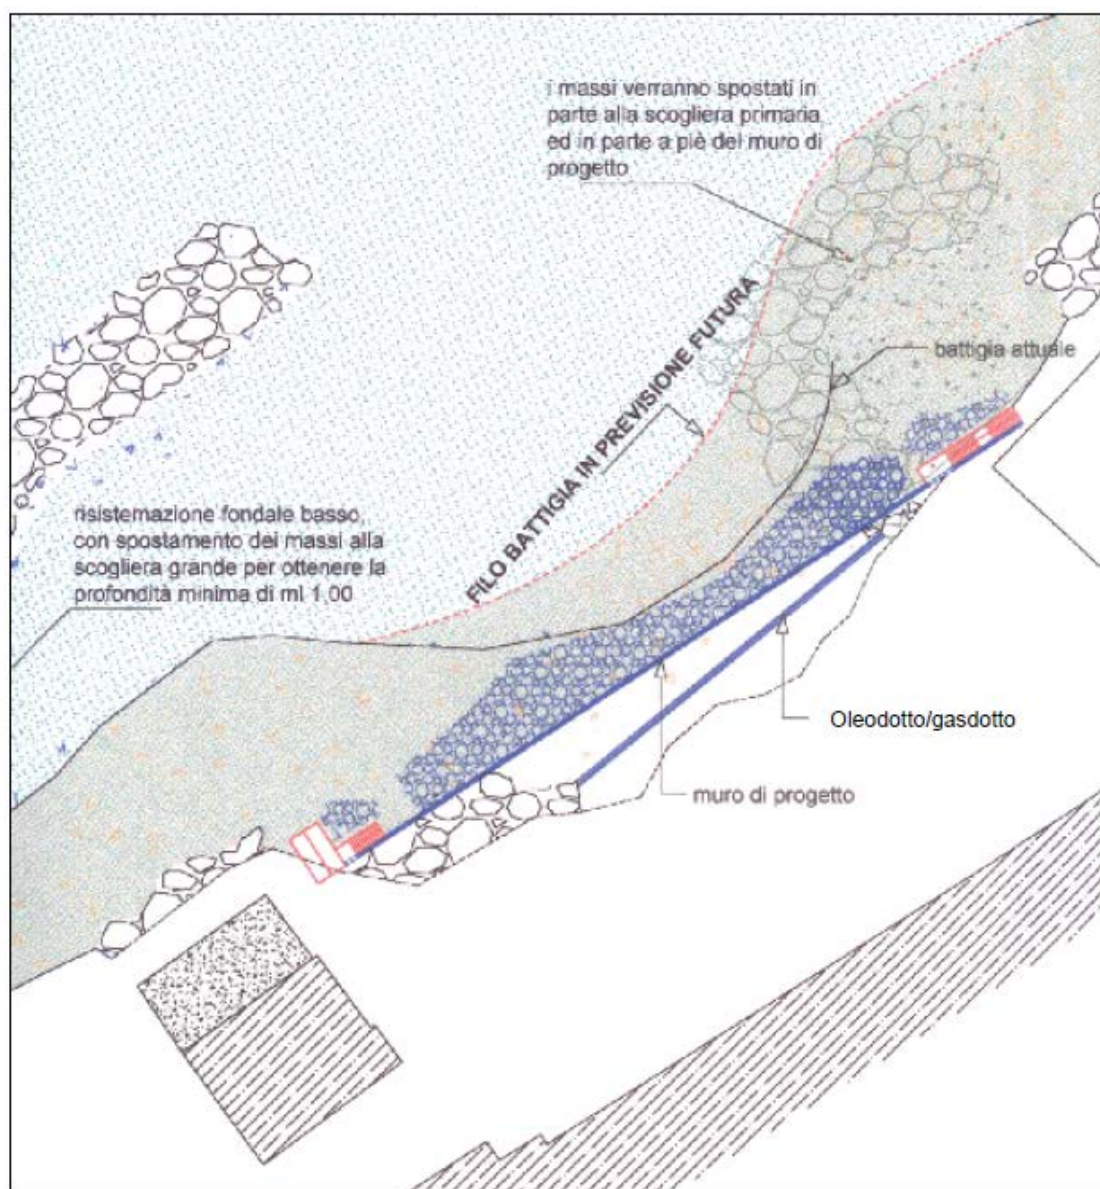 i massi verranno spostati in
parte alla scogliera primaria
ed in parte a piè del muro di
progetto
FILO BATTIGIA IN PREVISIONE FUTURA
battigia attuale
risistemazione fondale basso,
con spostamento dei massi alla
scogliera grande per ottenere la
profondità minima di ml 1,00
Oleodotto/gasdotto
muro di progetto